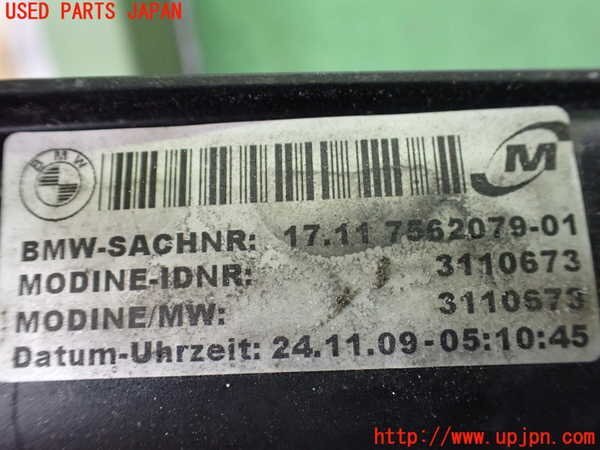 USED PARTS JAPAN
BMW
M
BMW-SACHNR: 17.11 7562079-01
MODINE-IDNR: 3110673
MODINE/MW: 3110673
Datum-Uhrzeit: 24.11.09-05:10:45
http://www.upjpn.com